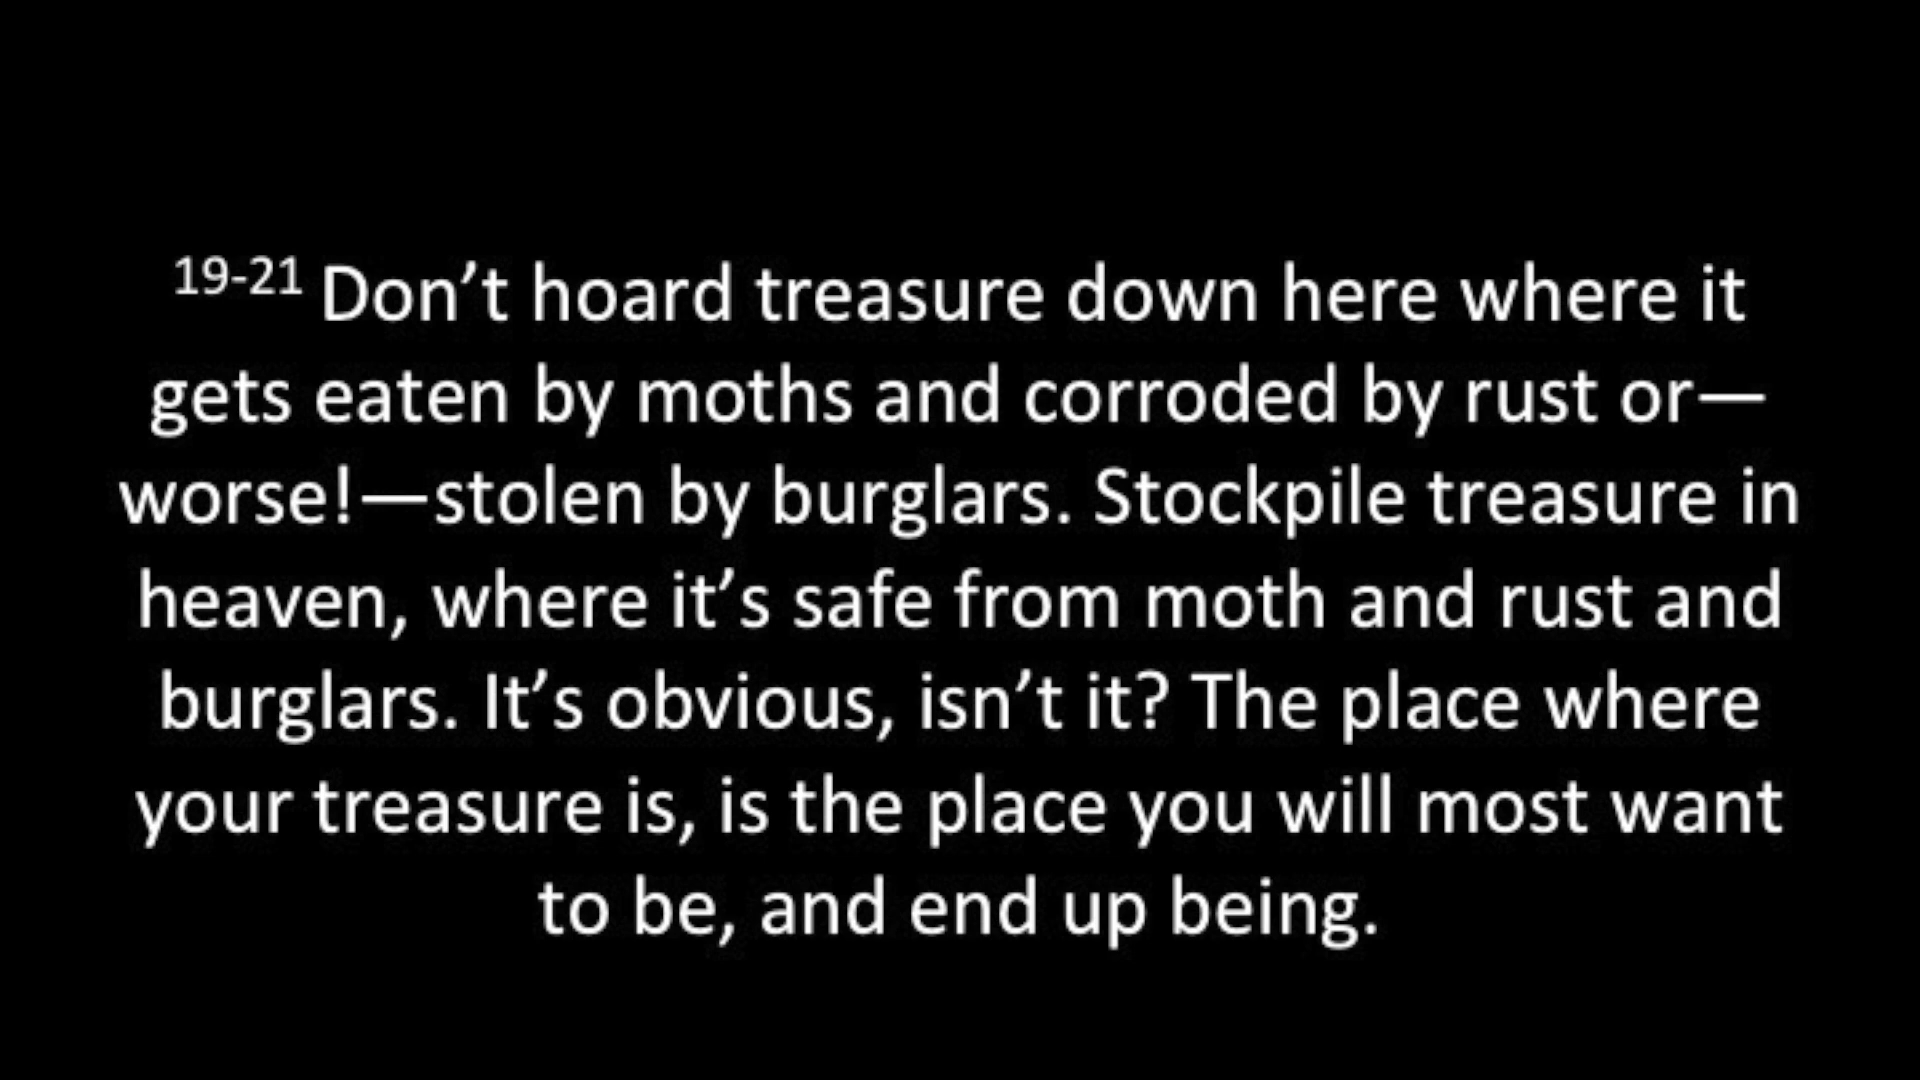 19-21 Don’t hoard treasure down here where it
gets eaten by moths and corroded by rust or—
worse!—stolen by burglars. Stockpile treasure in
heaven, where it’s safe from moth and rust and
burglars. It’s obvious, isn’t it? The place where
your treasure is, is the place you will most want
to be, and end up being.